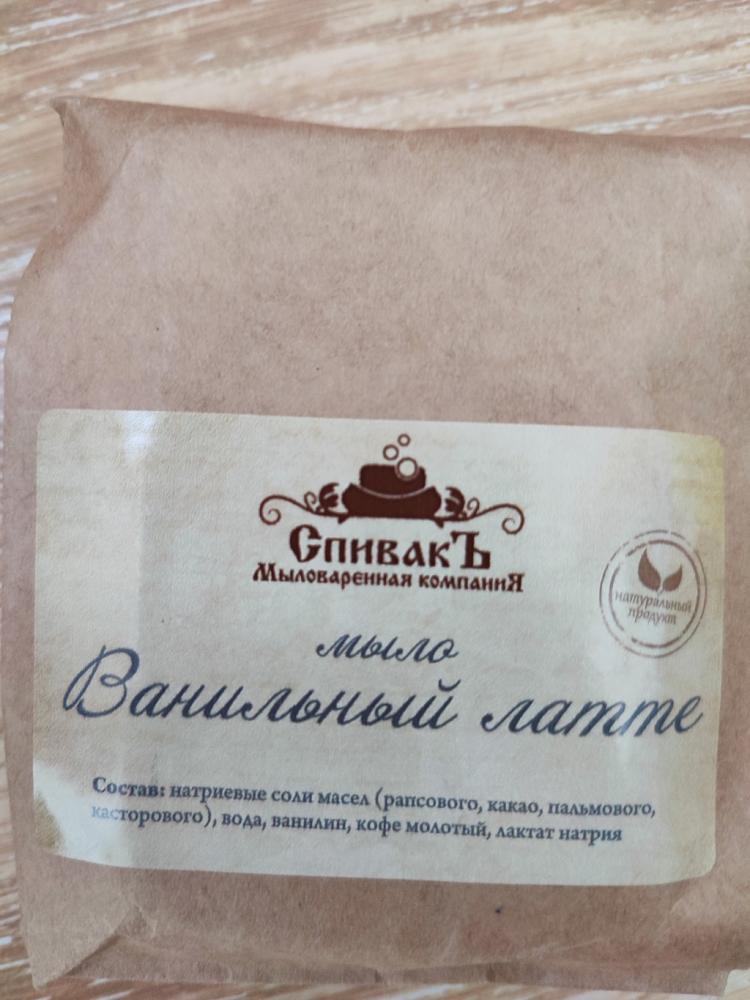 СпивакЪ
Мыловаренная компаниЯ
натуральный
продукт
мыло
Ванильный латте
Состав: натриевые соли масел (рапсового, какао, пальмового,
касторового), вода, ванилин, кофе молотый, лактат натрия